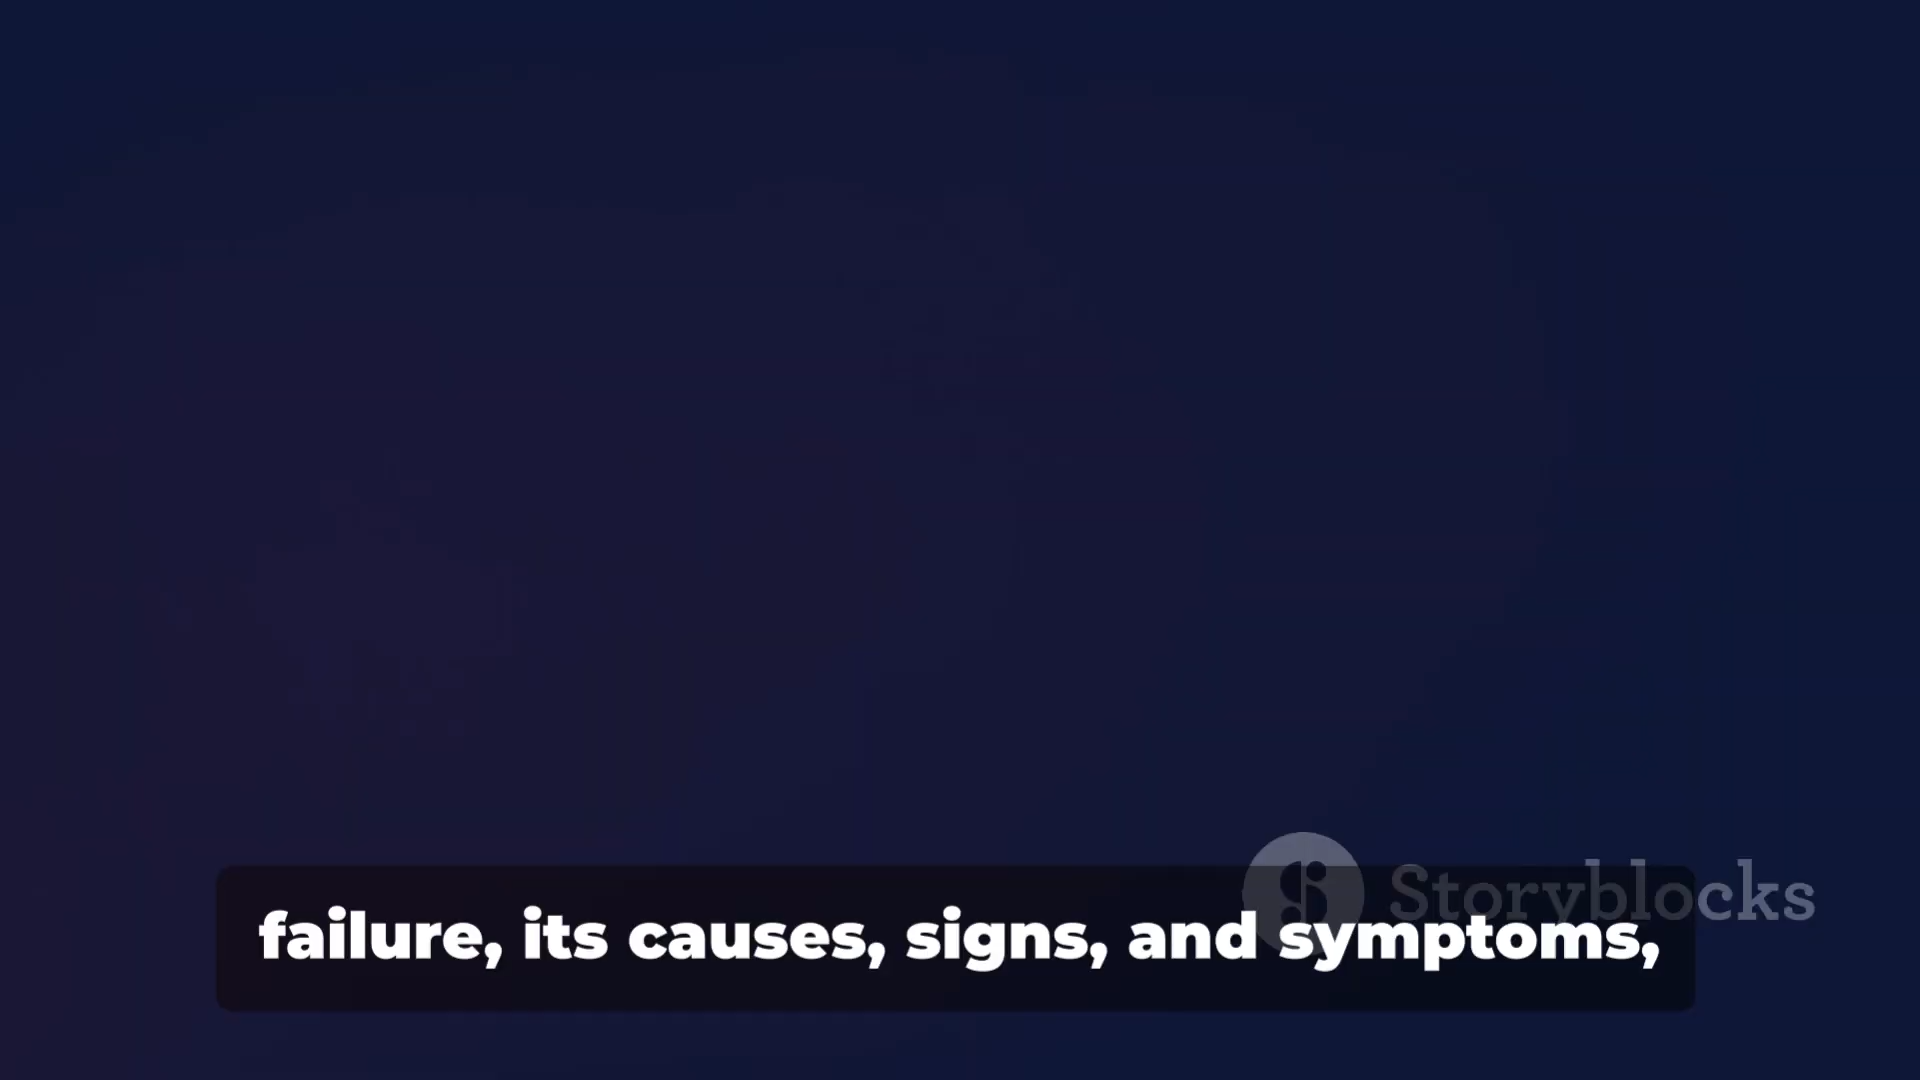 Storyblocks
failure, its causes, signs, and symptoms,